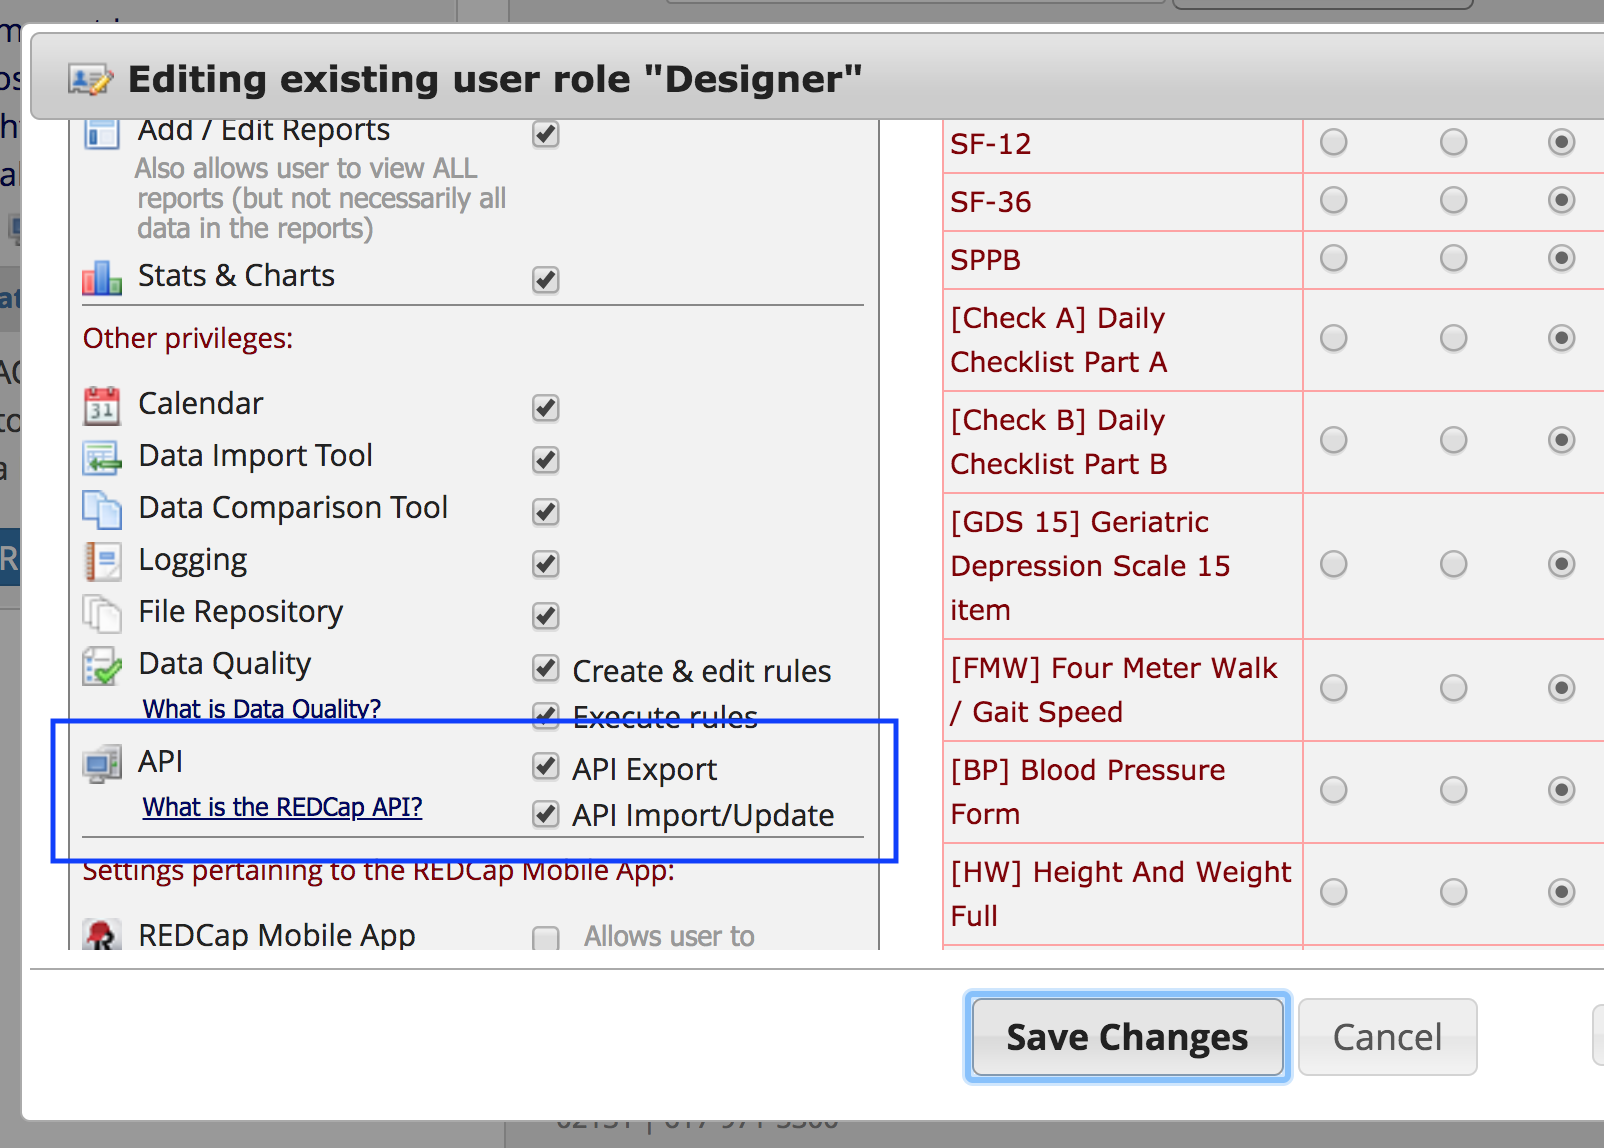 Editing existing user role "Designer"
Add / Edit Reports
Also allows user to view ALL
reports (but not necessarily all
data in the reports)
Stats & Charts
Other privileges:
31
Calendar
Data Import Tool
Data Comparison Tool
Logging
File Repository
Data Quality
Create & edit rules
What is Data Quality?
Execute rules
API
API Export
What is the REDCap API?
API Import/Update
Settings pertaining to the REDCap Mobile App:
REDCap Mobile App
Allows user to
SF-12
SF-36
SPPB
[Check A] Daily
Checklist Part A
[Check B] Daily
Checklist Part B
[GDS 15] Geriatric
Depression Scale 15
item
[FMW] Four Meter Walk
/ Gait Speed
[BP] Blood Pressure
Form
[HW] Height And Weight
Full
Save Changes
Cancel